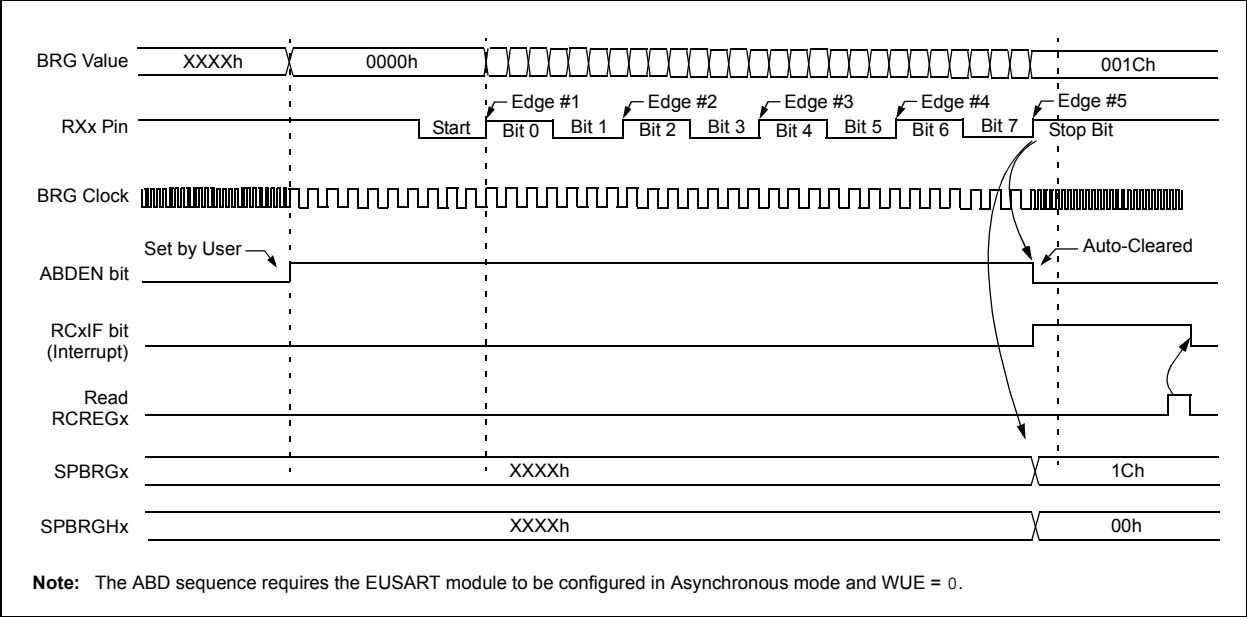 BRG Value XXXXh 0000h 001Ch
Edge #1 Edge #2 Edge #3 Edge #4 Edge #5
RXx Pin Start Bit 0 Bit 1 Bit 2 Bit 3 Bit 4 Bit 5 Bit 6 Bit 7 Stop Bit
BRG Clock
Set by User Auto-Cleared
ABDEN bit
RCxIF bit
(Interrupt)
Read
RCREGx
SPBRGx XXXXh 1Ch
SPBRGHx XXXXh 00h
Note: The ABD sequence requires the EUSART module to be configured in Asynchronous mode and WUE = 0.